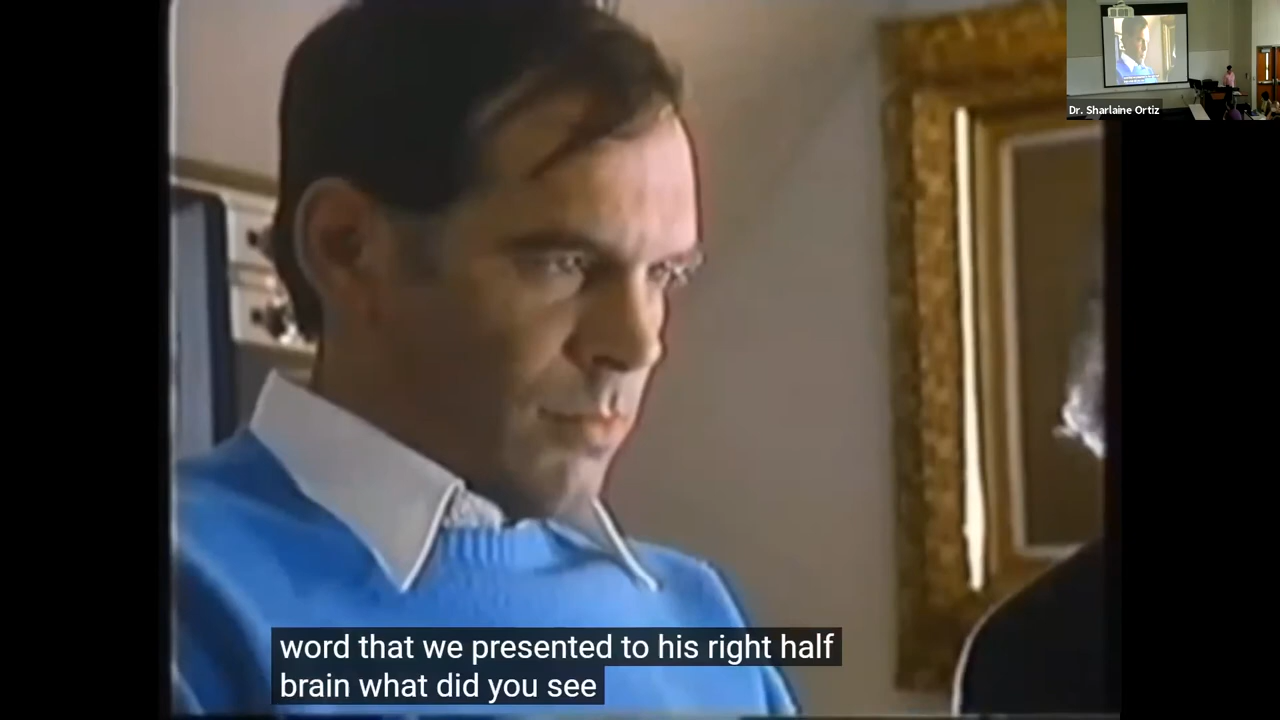 Dr. Sharlaine Ortiz
word that we presented to his right half
brain what did you see